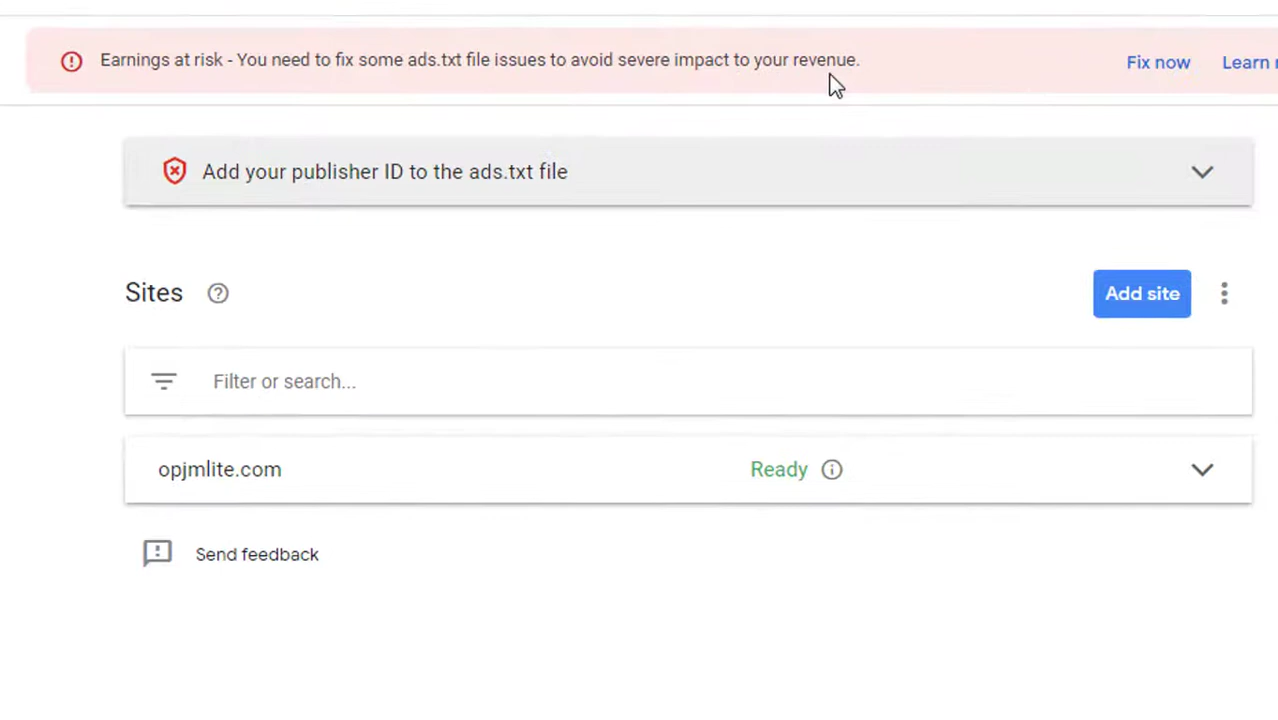 Earnings at risk - You need to fix some ads.txt file issues to avoid severe impact to your revenue.
Fix now
Learn
Add your publisher ID to the ads.txt file
Sites
Add site
Filter or search...
opjmlite.com
Ready
Send feedback